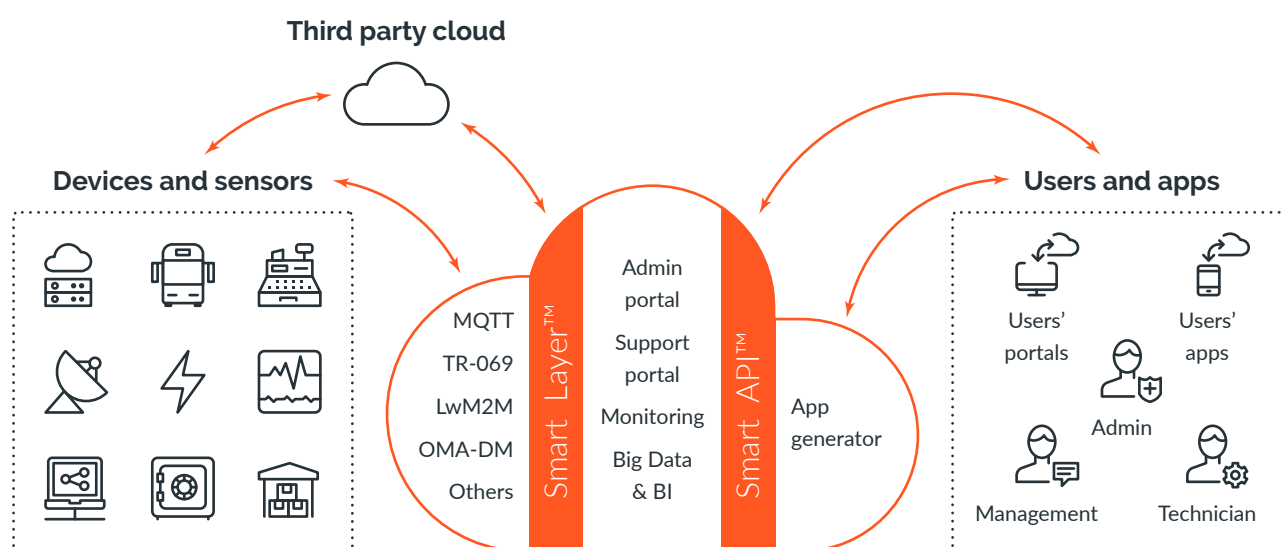 Third party cloud
Devices and sensors
MQTT
TR-069
LwM2M
OMA-DM
Others
Smart Layer™
Admin
portal
Support
portal
Monitoring
Big Data
& BI
Smart API™
App
generator
Users and apps
Users’
portals
Users’
apps
Admin
Management
Technician